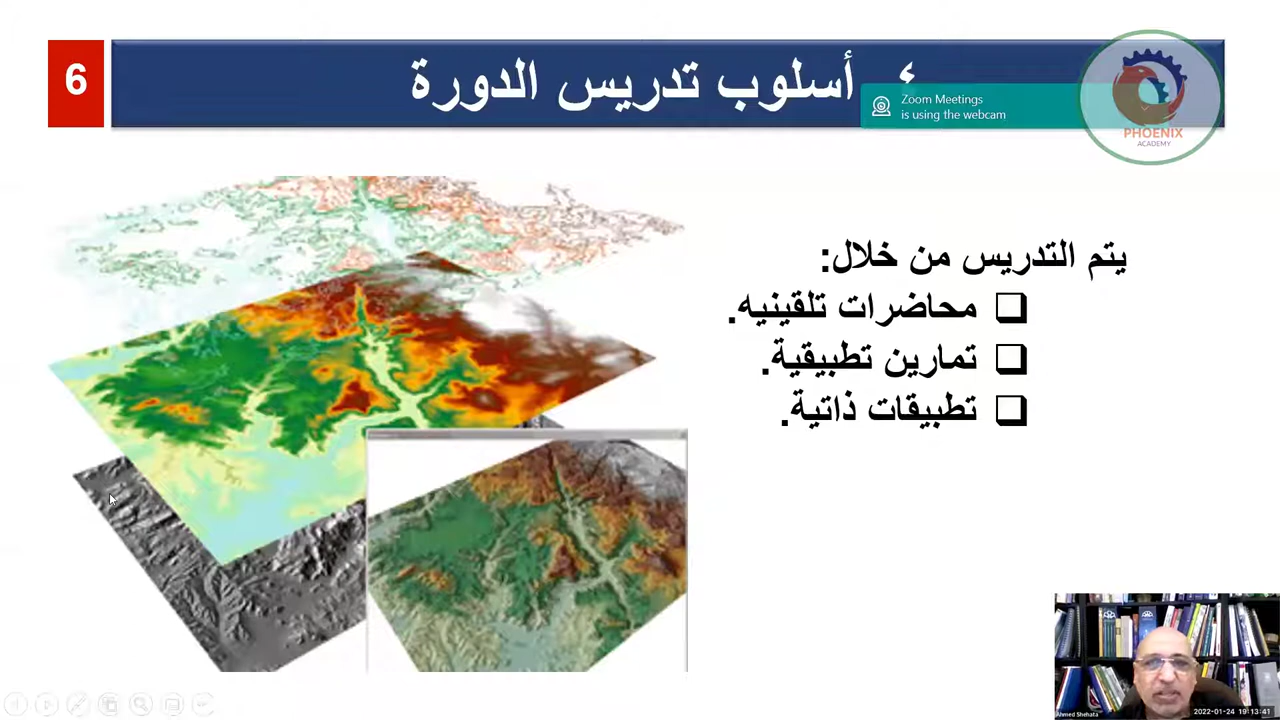 6
أسلوب تدريس الدورة
Zoom Meetings
is using the webcam
PHOENIX
ACADEMY
يتم التدريس من خلال:
محاضرات تلقينيه.
تمارين تطبيقية.
تطبيقات ذاتية.
Ahmed Shehata
2022-01-24 19:13:41